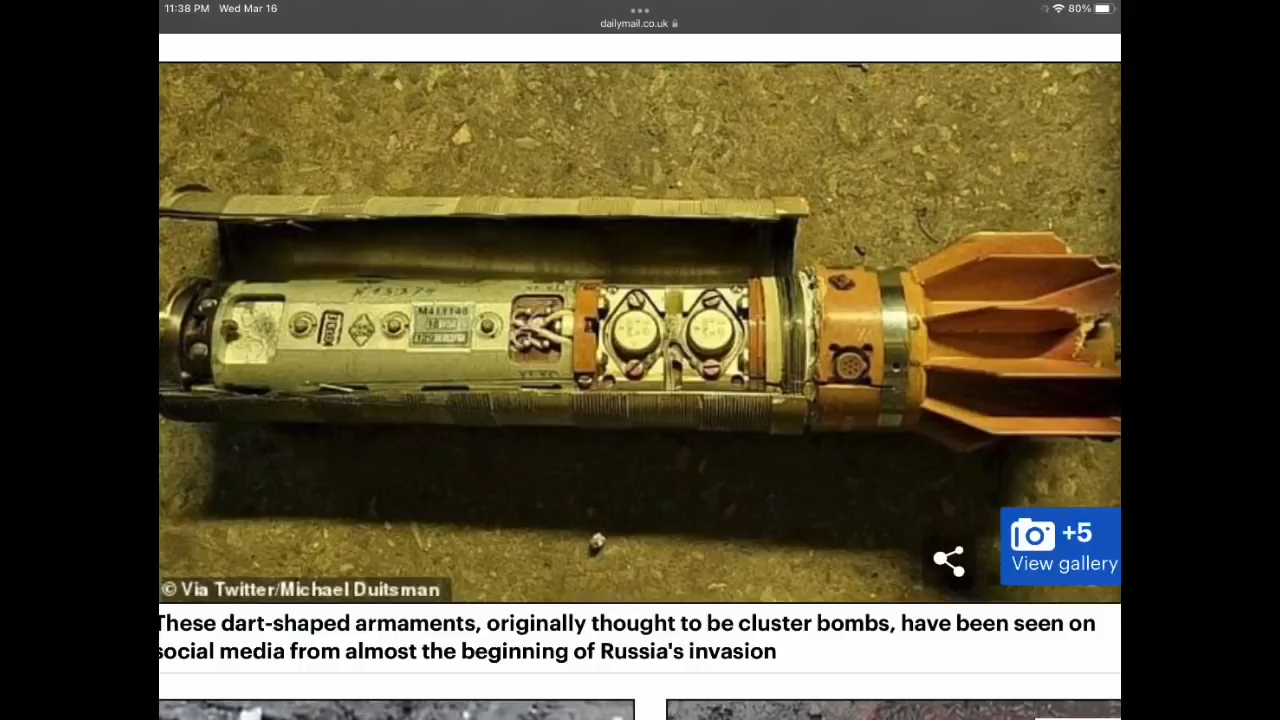 11:38 PM Wed Mar 16
dailymail.co.uk
80%
M411146
+5
View gallery
© Via Twitter/Michael Duitsman
These dart-shaped armaments, originally thought to be cluster bombs, have been seen on
social media from almost the beginning of Russia's invasion